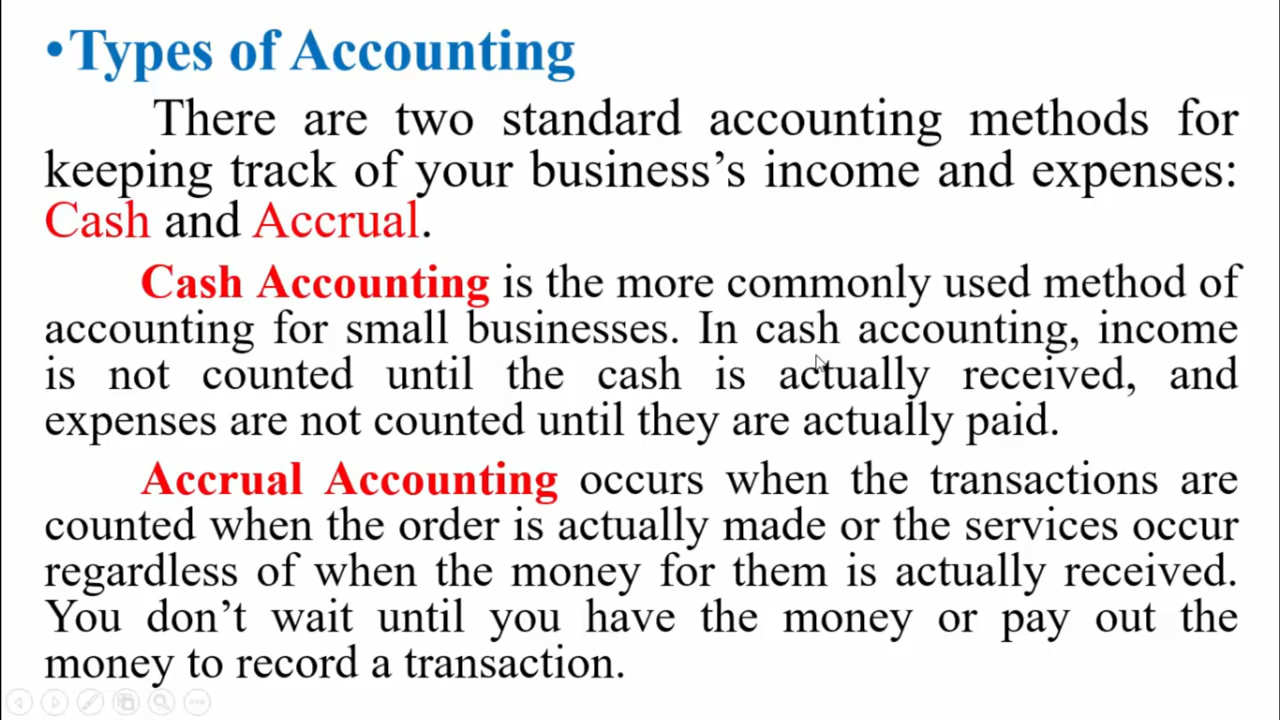 •Types of Accounting
There are two standard accounting methods for
keeping track of your business’s income and expenses:
Cash and Accrual.
Cash Accounting is the more commonly used method of
accounting for small businesses. In cash accounting, income
is not counted until the cash is actually received, and
expenses are not counted until they are actually paid.
Accrual Accounting occurs when the transactions are
counted when the order is actually made or the services occur
regardless of when the money for them is actually received.
You don’t wait until you have the money or pay out the
money to record a transaction.